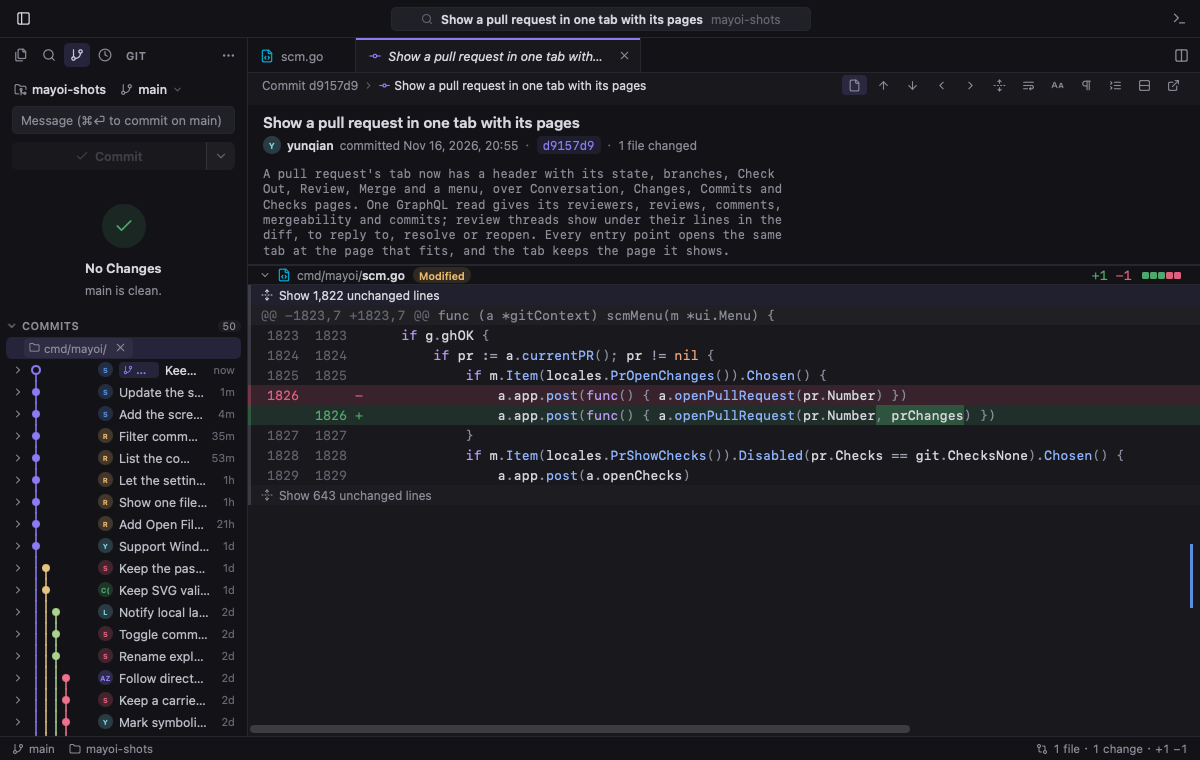 Show a pull request in one tab with its pages mayoi-shots
GIT
mayoi-shots main
Message (⌘⏎ to commit on main)
Commit
No Changes
main is clean.
COMMITS 50
cmd/mayoi/
S ... Kee... now
S Update the s... 1m
S Add the scre... 4m
R Filter comm... 35m
R List the co... 53m
R Let the settin... 1h
R Show one file... 1h
R Add Open Fil... 21h
Y Support Wind... 1d
S Keep the pas... 1d
C( Keep SVG vali... 1d
L Notify local la... 2d
S Toggle comm... 2d
S Rename expl... 2d
AZ Follow direct... 2d
S Keep a carrie... 2d
Y Mark symboli... 2d
scm.go
Show a pull request in one tab with...
Commit d9157d9 Show a pull request in one tab with its pages
AA
Show a pull request in one tab with its pages
Y yunqian committed Nov 16, 2026, 20:55 · d9157d9 · 1 file changed
A pull request's tab now has a header with its state, branches, Check
Out, Review, Merge and a menu, over Conversation, Changes, Commits and
Checks pages. One GraphQL read gives its reviewers, reviews, comments,
mergeability and commits; review threads show under their lines in the
diff, to reply to, resolve or reopen. Every entry point opens the same
tab at the page that fits, and the tab keeps the page it shows.
cmd/mayoi/scm.go Modified +1 −1
Show 1,822 unchanged lines
@@ −1823,7 +1823,7 @@ func (a *gitContext) scmMenu(m *ui.Menu) {
1823 1823 if g.ghOK {
1824 1824 if pr := a.currentPR(); pr != nil {
1825 1825 if m.Item(locales.PrOpenChanges()).Chosen() {
1826 − a.app.post(func() { a.openPullRequest(pr.Number) })
1826 + a.app.post(func() { a.openPullRequest(pr.Number, prChanges) })
1827 1827 }
1828 1828 if m.Item(locales.PrShowChecks()).Disabled(pr.Checks == git.ChecksNone).Chosen() {
1829 1829 a.app.post(a.openChecks)
Show 643 unchanged lines
main mayoi-shots
1 file · 1 change · +1 −1